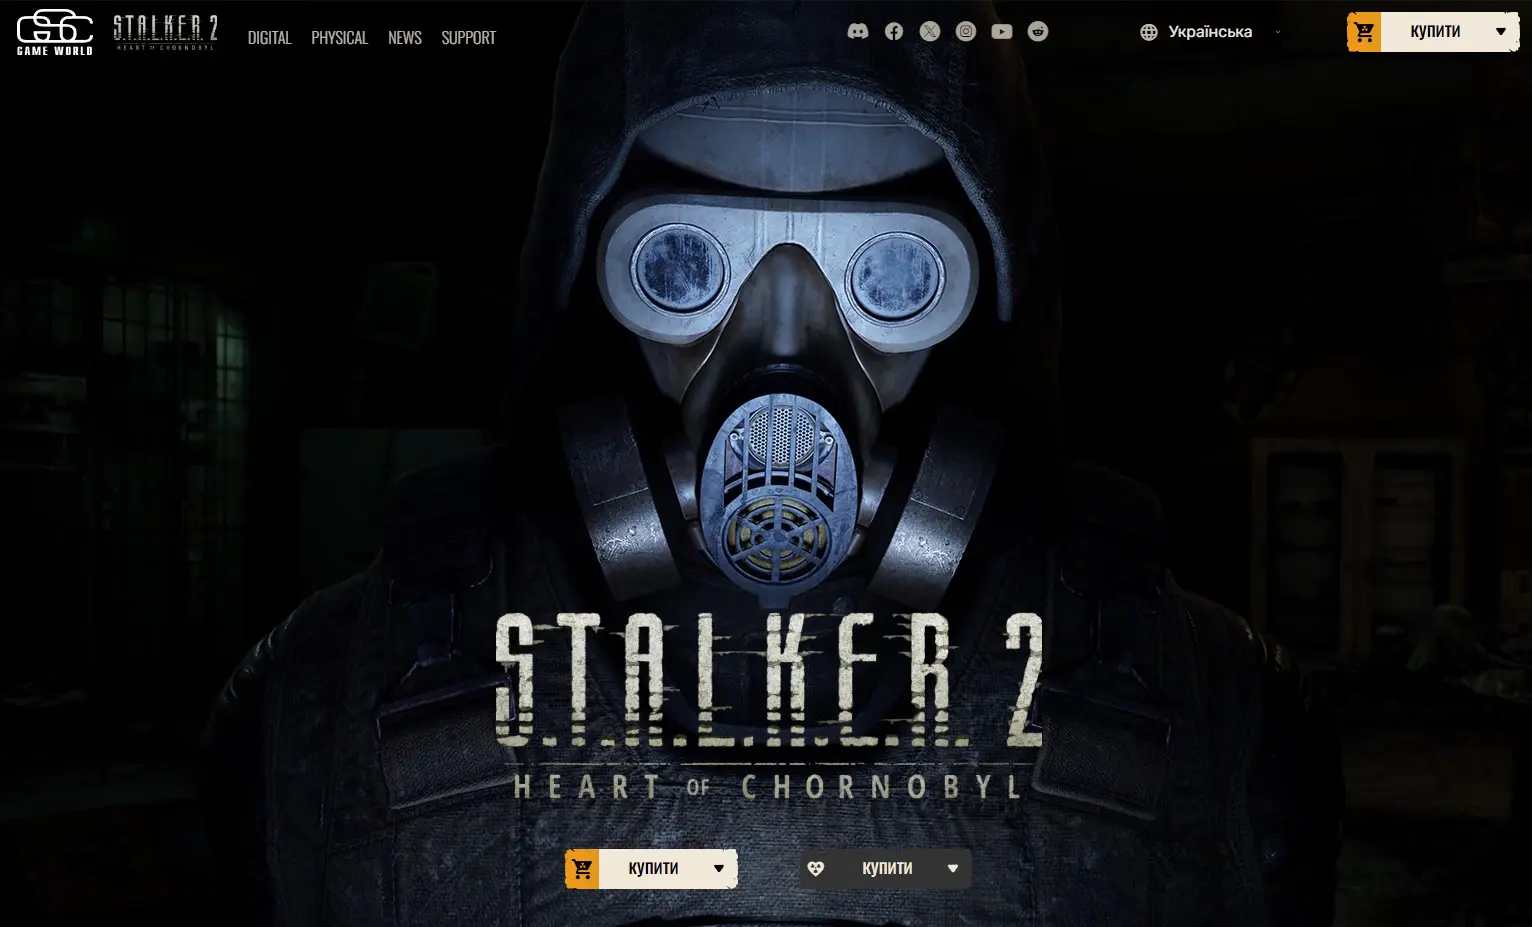 GSC
GAME WORLD
S.T.A.L.K.E.R. 2
HEART OF CHORNOBYL
DIGITAL PHYSICAL NEWS SUPPORT
Українська
КУПИТИ
S.T.A.L.K.E.R. 2
HEART OF CHORNOBYL
КУПИТИ
КУПИТИ